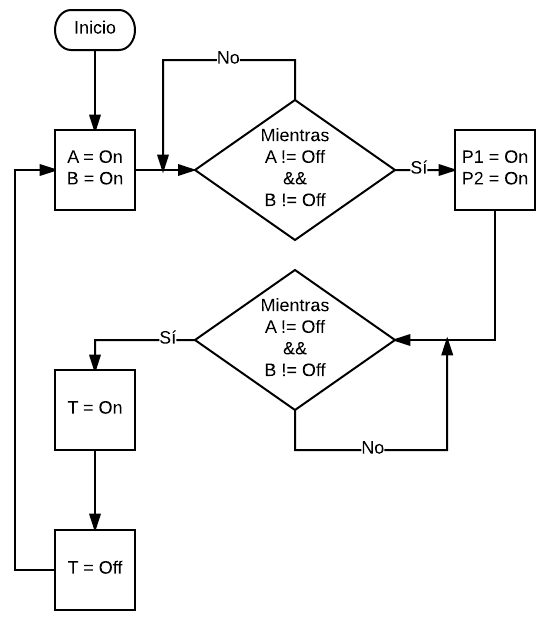 Inicio
No
A = On
B = On
Mientras
A != Off
&&
B != Off
Sí
P1 = On
P2 = On
Mientras
A != Off
&&
B != Off
Sí
No
T = On
T = Off